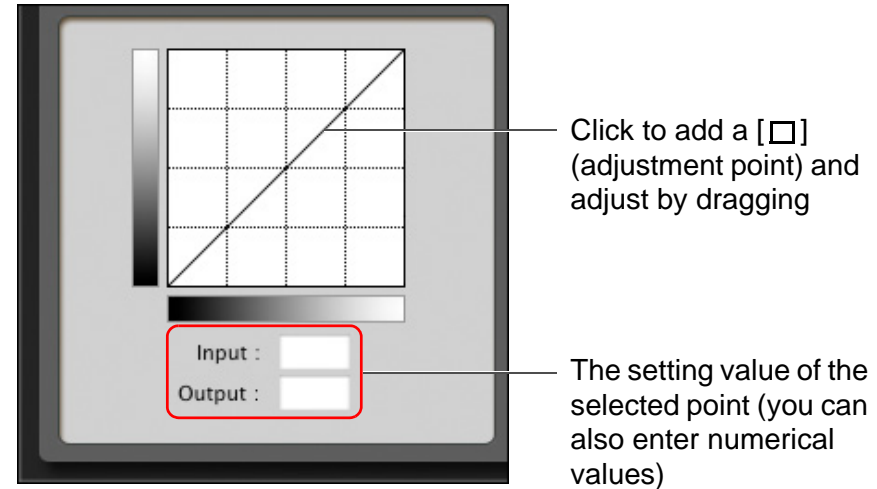 Click to add a [□]
(adjustment point) and
adjust by dragging
Input :
Output :
The setting value of the
selected point (you can
also enter numerical
values)